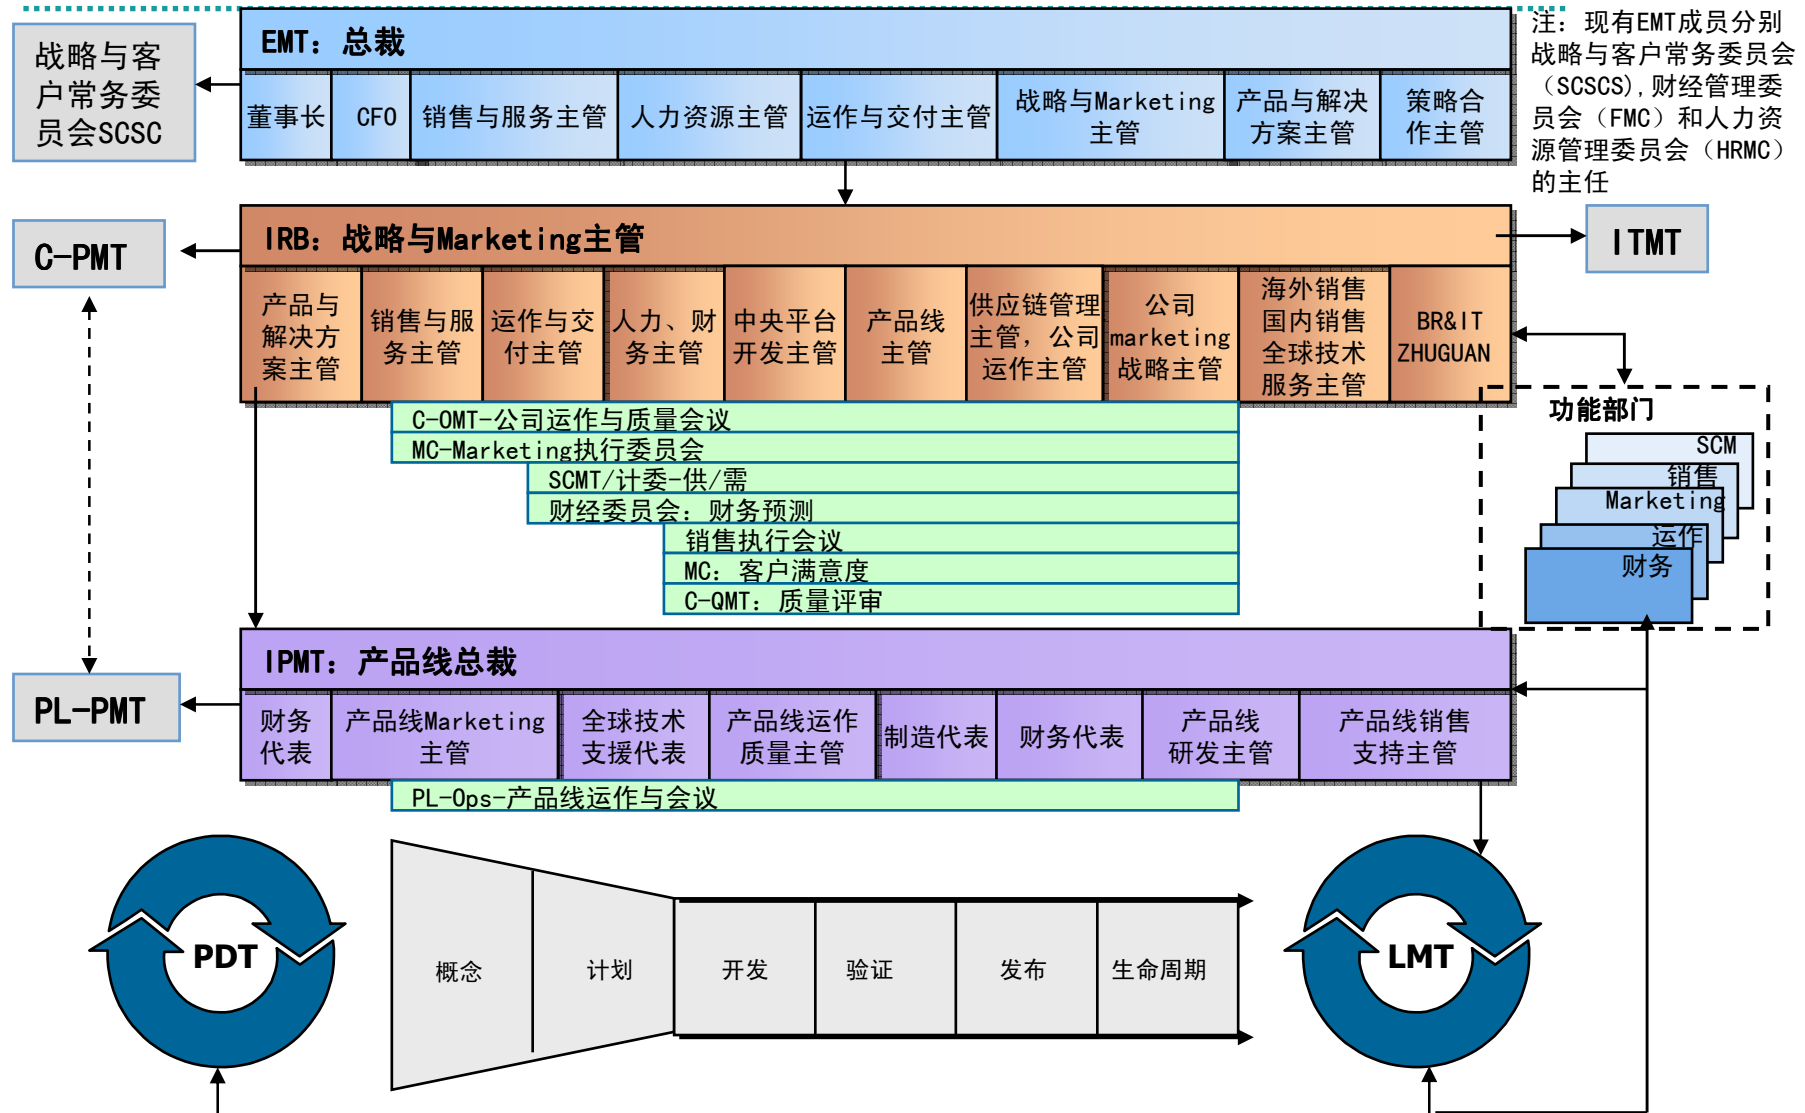 EMT：总裁
董事长
CFO
销售与服务主管
人力资源主管
运作与交付主管
战略与Marketing
主管
产品与解决
方案主管
策略合
作主管
战略与客
户常务委
员会SCSC
注：现有EMT成员分别
战略与客户常务委员会
（SCSCS),财经管理委
员会（FMC）和人力资
源管理委员会（HRMC）
的主任
C-PMT
IRB：战略与Marketing主管
ITMT
产品与
解决方
案主管
销售与服
务主管
运作与交
付主管
人力、财
务主管
中央平台
开发主管
产品线
主管
供应链管理
主管，公司
运作主管
公司
marketing
战略主管
海外销售
国内销售
全球技术
服务主管
BR&IT
ZHUGUAN
C-OMT-公司运作与质量会议
MC-Marketing执行委员会
SCMT/计委-供/需
财经委员会：财务预测
销售执行会议
MC：客户满意度
C-QMT：质量评审
功能部门
SCM
销售
Marketing
运作
财务
PL-PMT
IPMT：产品线总裁
财务
代表
产品线Marketing
主管
全球技术
支援代表
产品线运作
质量主管
制造代表
财务代表
产品线
研发主管
产品线销售
支持主管
PL-Ops-产品线运作与会议
PDT
概念
计划
开发
验证
发布
生命周期
LMT